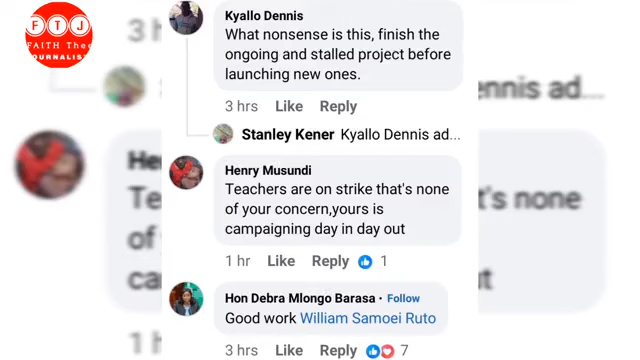 FTJ
FAITH Thee
JOURNALIST
Kyallo Dennis
What nonsense is this, finish the
ongoing and stalled project before
launching new ones.
3 hrs Like Reply
Stanley Kener Kyallo Dennis ad...
Henry Musundi
Teachers are on strike that's none
of your concern,yours is
campaigning day in day out
1 hr Like Reply 1
Hon Debra Mlongo Barasa · Follow
Good work William Samoei Ruto
3 hrs Like Reply 7
3
nnis ad...
He
Te
of
ca
1 h
t's none
t